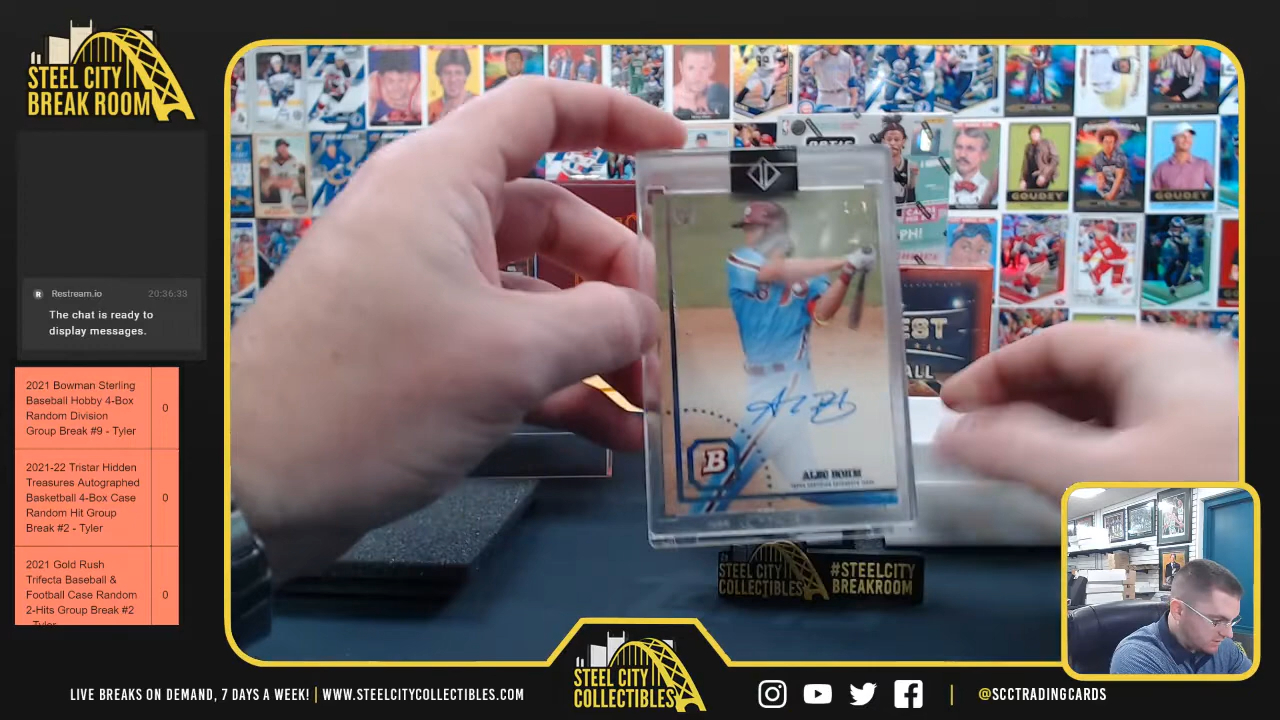 STEEL CITY
BREAK ROOM
Restream.io 20:36:33
The chat is ready to
display messages.
2021 Bowman Sterling
Baseball Hobby 4-Box
Random Division
Group Break #9 - Tyler
0
2021-22 Tristar Hidden
Treasures Autographed
Basketball 4-Box Case
Random Hit Group
Break #2 - Tyler
0
2021 Gold Rush
Trifecta Baseball &
Football Case Random
2-Hits Group Break #2
- Tyler
0
GOUDEY
GOUDEY
PH!
B
ALEC BOHM
STEEL CITY
COLLECTIBLES
#STEELCITY
BREAKROOM
STEEL CITY
COLLECTIBLES
LIVE BREAKS ON DEMAND, 7 DAYS A WEEK! | WWW.STEELCITYCOLLECTIBLES.COM
| @SCCTRADINGCARDS